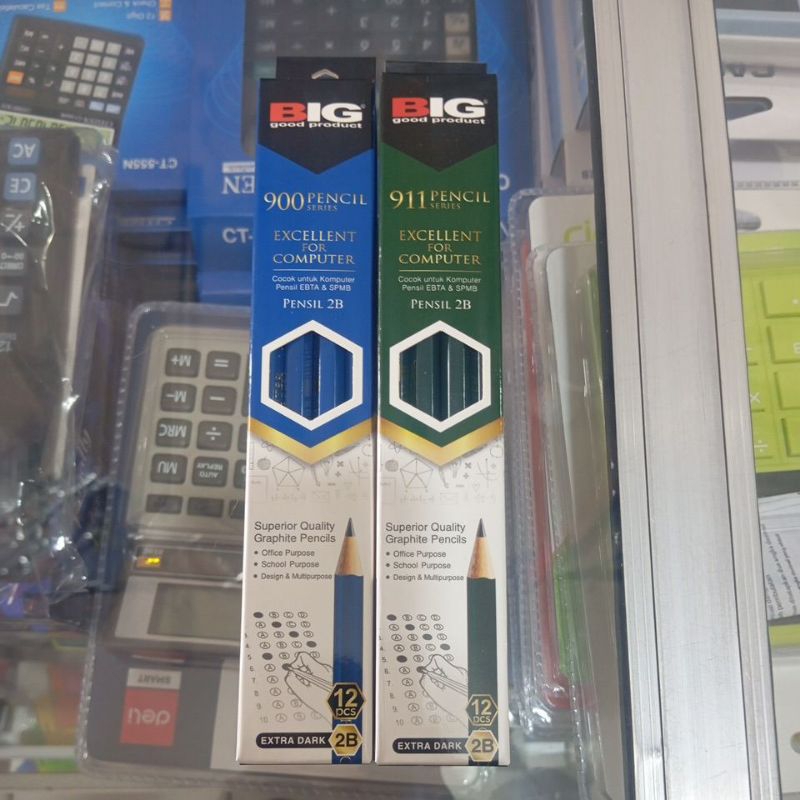 BIG
good product
900 PENCIL
SERIES
EXCELLENT
FOR
COMPUTER
Cocok untuk Komputer
Pensil EBTA & SPMB
PENSIL 2B
Superior Quality
Graphite Pencils
• Office Purpose
• School Purpose
• Design & Multipurpose
12
DCS
EXTRA DARK 2B
BIG
good product
911 PENCIL
SERIES
EXCELLENT
FOR
COMPUTER
Cocok untuk Komputer
Pensil EBTA & SPMB
PENSIL 2B
Superior Quality
Graphite Pencils
• Office Purpose
• School Purpose
• Design & Multipurpose
12
DCS
EXTRA DARK 2B
CT-555N
AC
CE
M+
=
M−
MRC
÷
MU
AUTO
REPLAY
SMART
deli